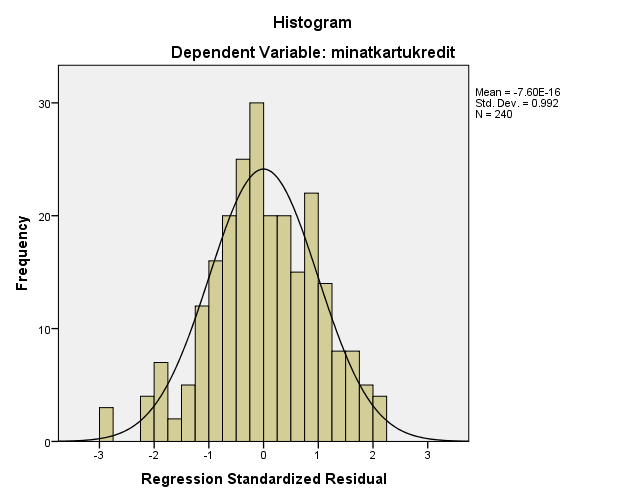 Histogram
Dependent Variable: minatkartukredit
Mean = -7.60E-16
Std. Dev. = 0.992
N = 240
Frequency
30
20
10
0
-3 -2 -1 0 1 2 3
Regression Standardized Residual